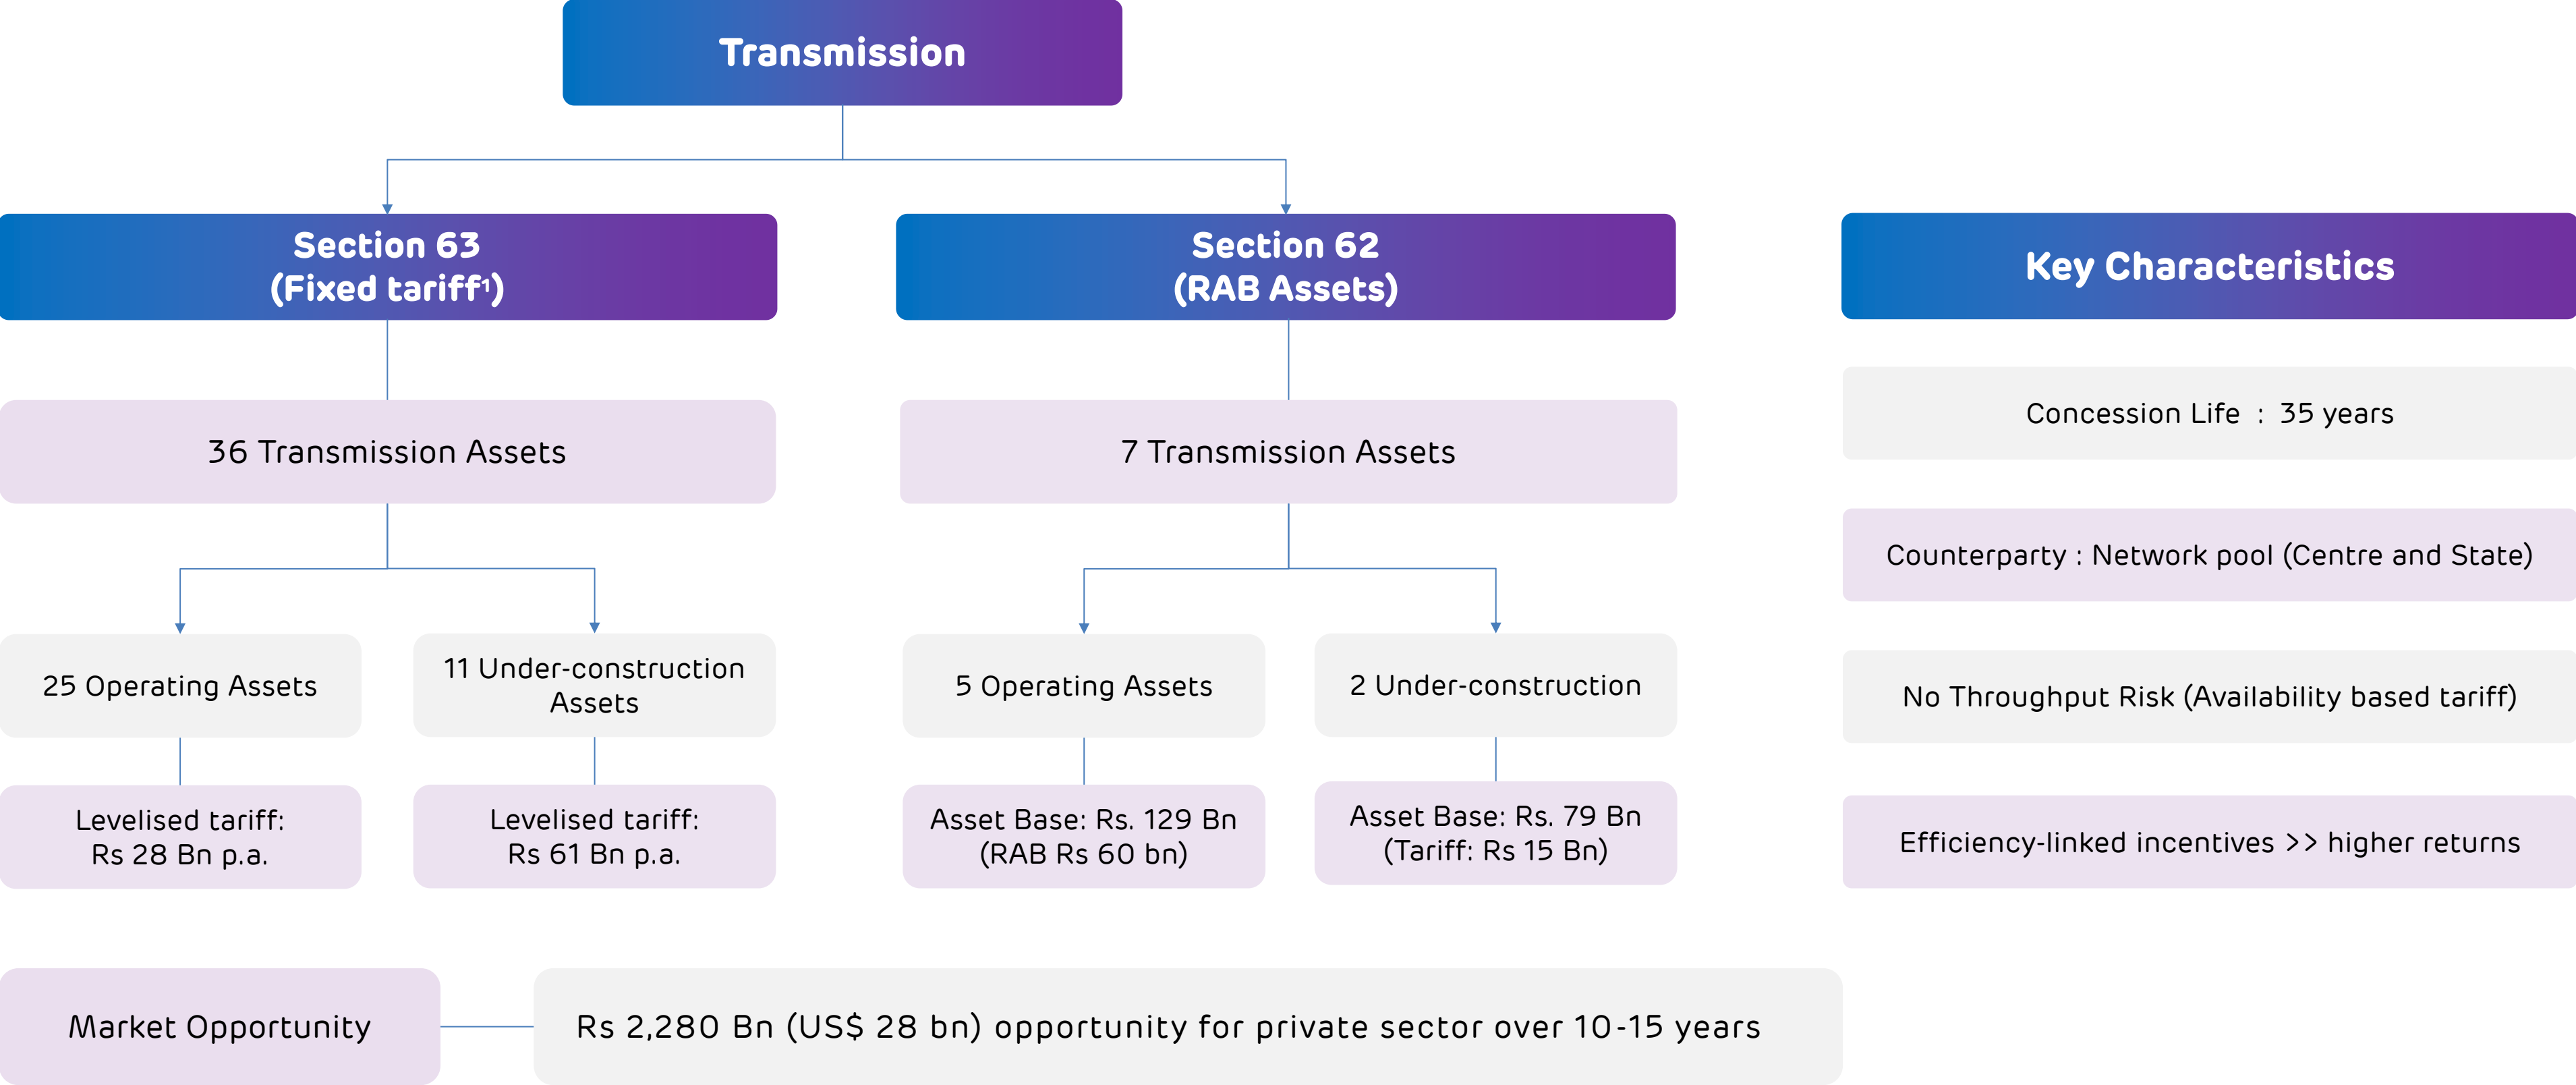 Transmission
Section 63
(Fixed tariff¹)
Section 62
(RAB Assets)
Key Characteristics
36 Transmission Assets
7 Transmission Assets
Concession Life : 35 years
Counterparty : Network pool (Centre and State)
25 Operating Assets
11 Under-construction
Assets
5 Operating Assets
2 Under-construction
No Throughput Risk (Availability based tariff)
Levelised tariff:
Rs 28 Bn p.a.
Levelised tariff:
Rs 61 Bn p.a.
Asset Base: Rs. 129 Bn
(RAB Rs 60 bn)
Asset Base: Rs. 79 Bn
(Tariff: Rs 15 Bn)
Efficiency-linked incentives >> higher returns
Market Opportunity
Rs 2,280 Bn (US$ 28 bn) opportunity for private sector over 10-15 years